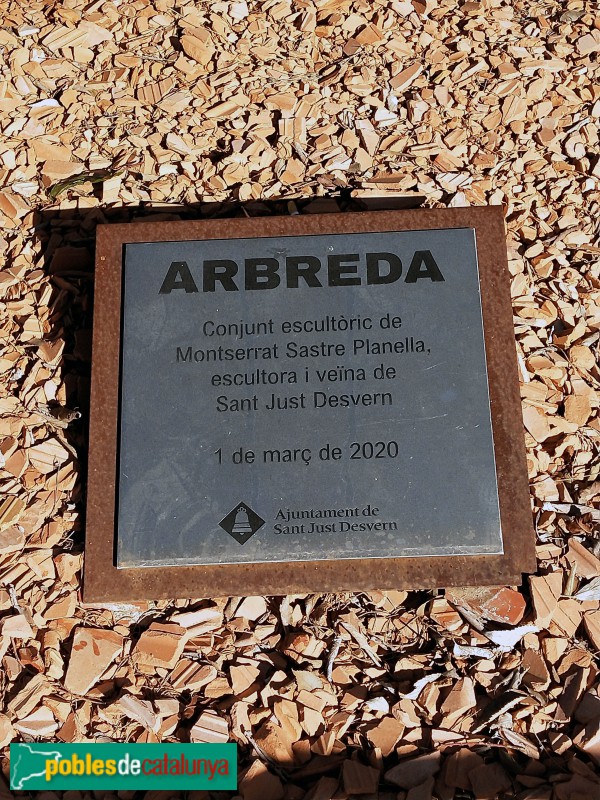 ARBREDA
Conjunt escultòric de
Montserrat Sastre Planella,
escultora i veïna de
Sant Just Desvern
1 de març de 2020
Ajuntament de
Sant Just Desvern
poblesdecatalunya